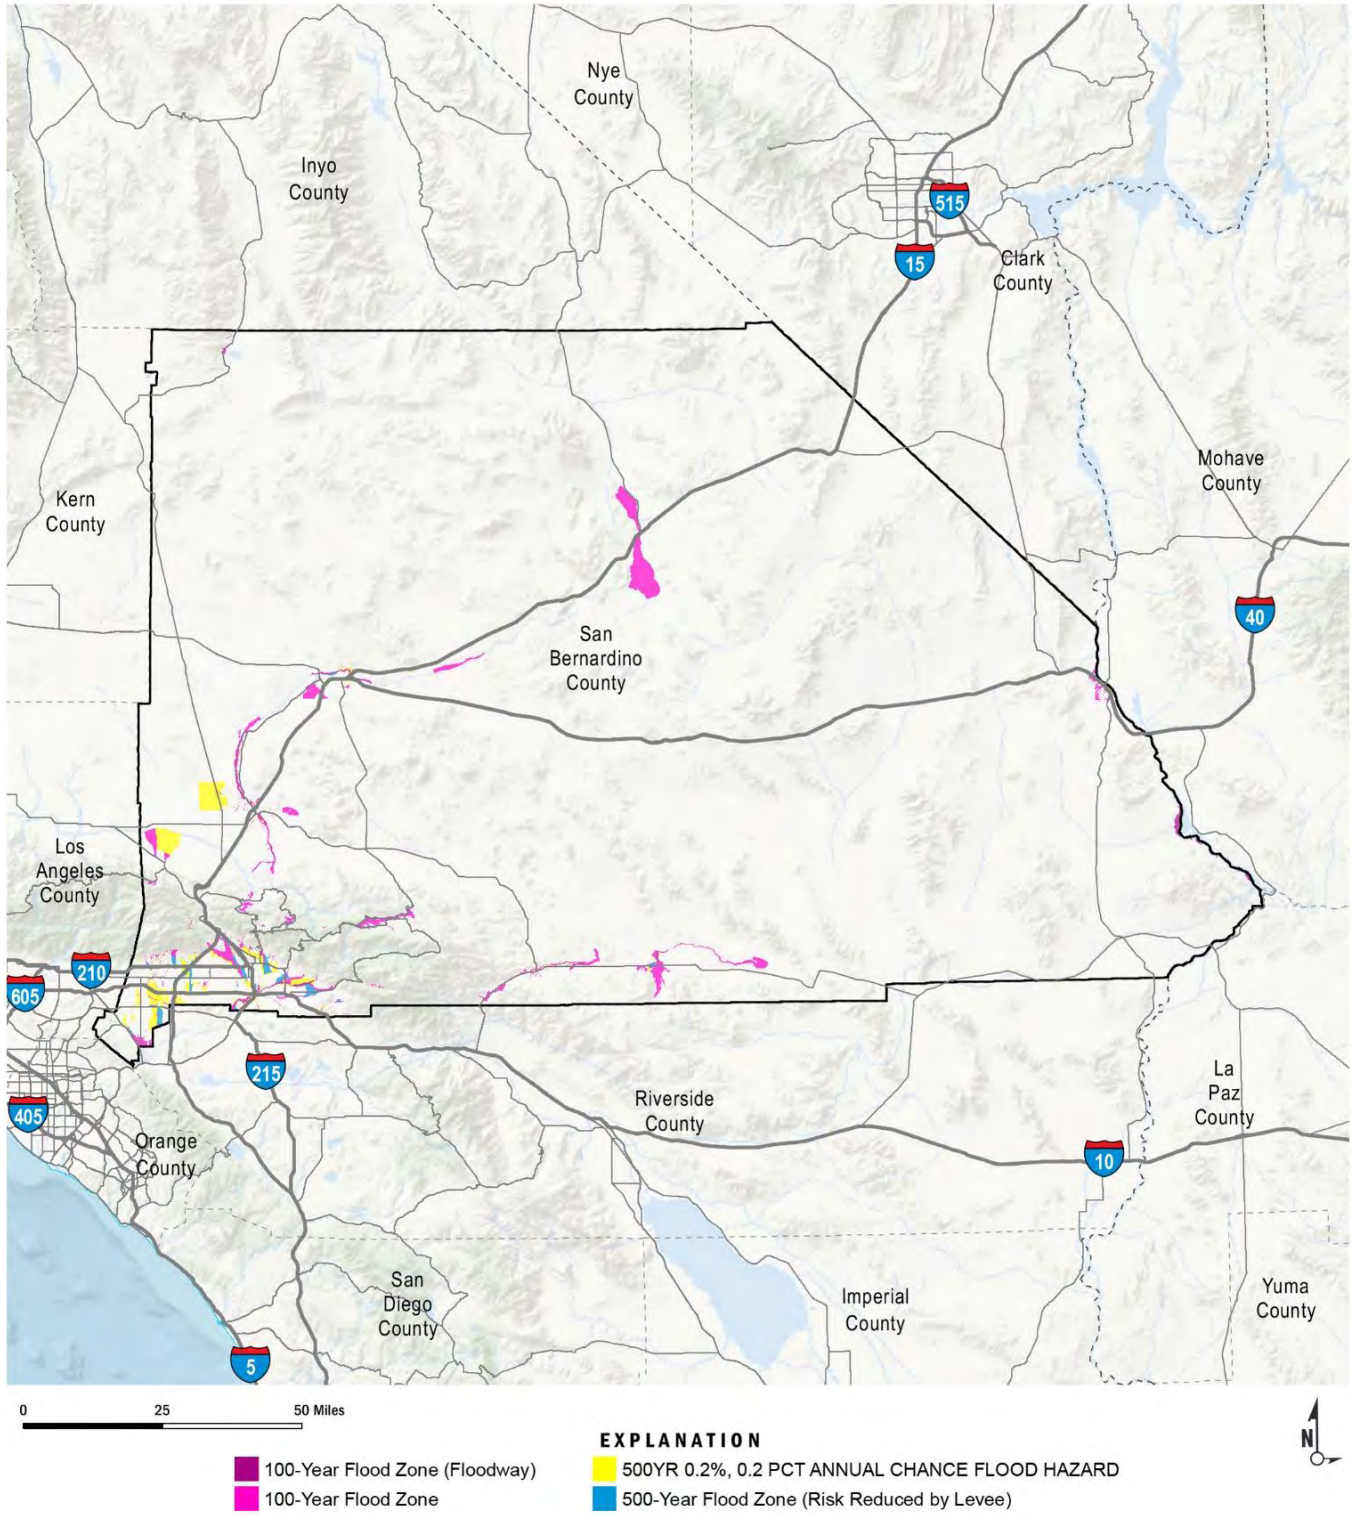 Nye
County
Inyo
County
515
15
Clark
County
Mohave
County
Kern
County
40
San
Bernardino
County
Los
Angeles
County
210
605
215
405
Riverside
County
La
Paz
County
Orange
County
10
San
Diego
County
Imperial
County
Yuma
County
5
0 25 50 Miles
N
EXPLANATION
100-Year Flood Zone (Floodway)
100-Year Flood Zone
500YR 0.2%, 0.2 PCT ANNUAL CHANCE FLOOD HAZARD
500-Year Flood Zone (Risk Reduced by Levee)